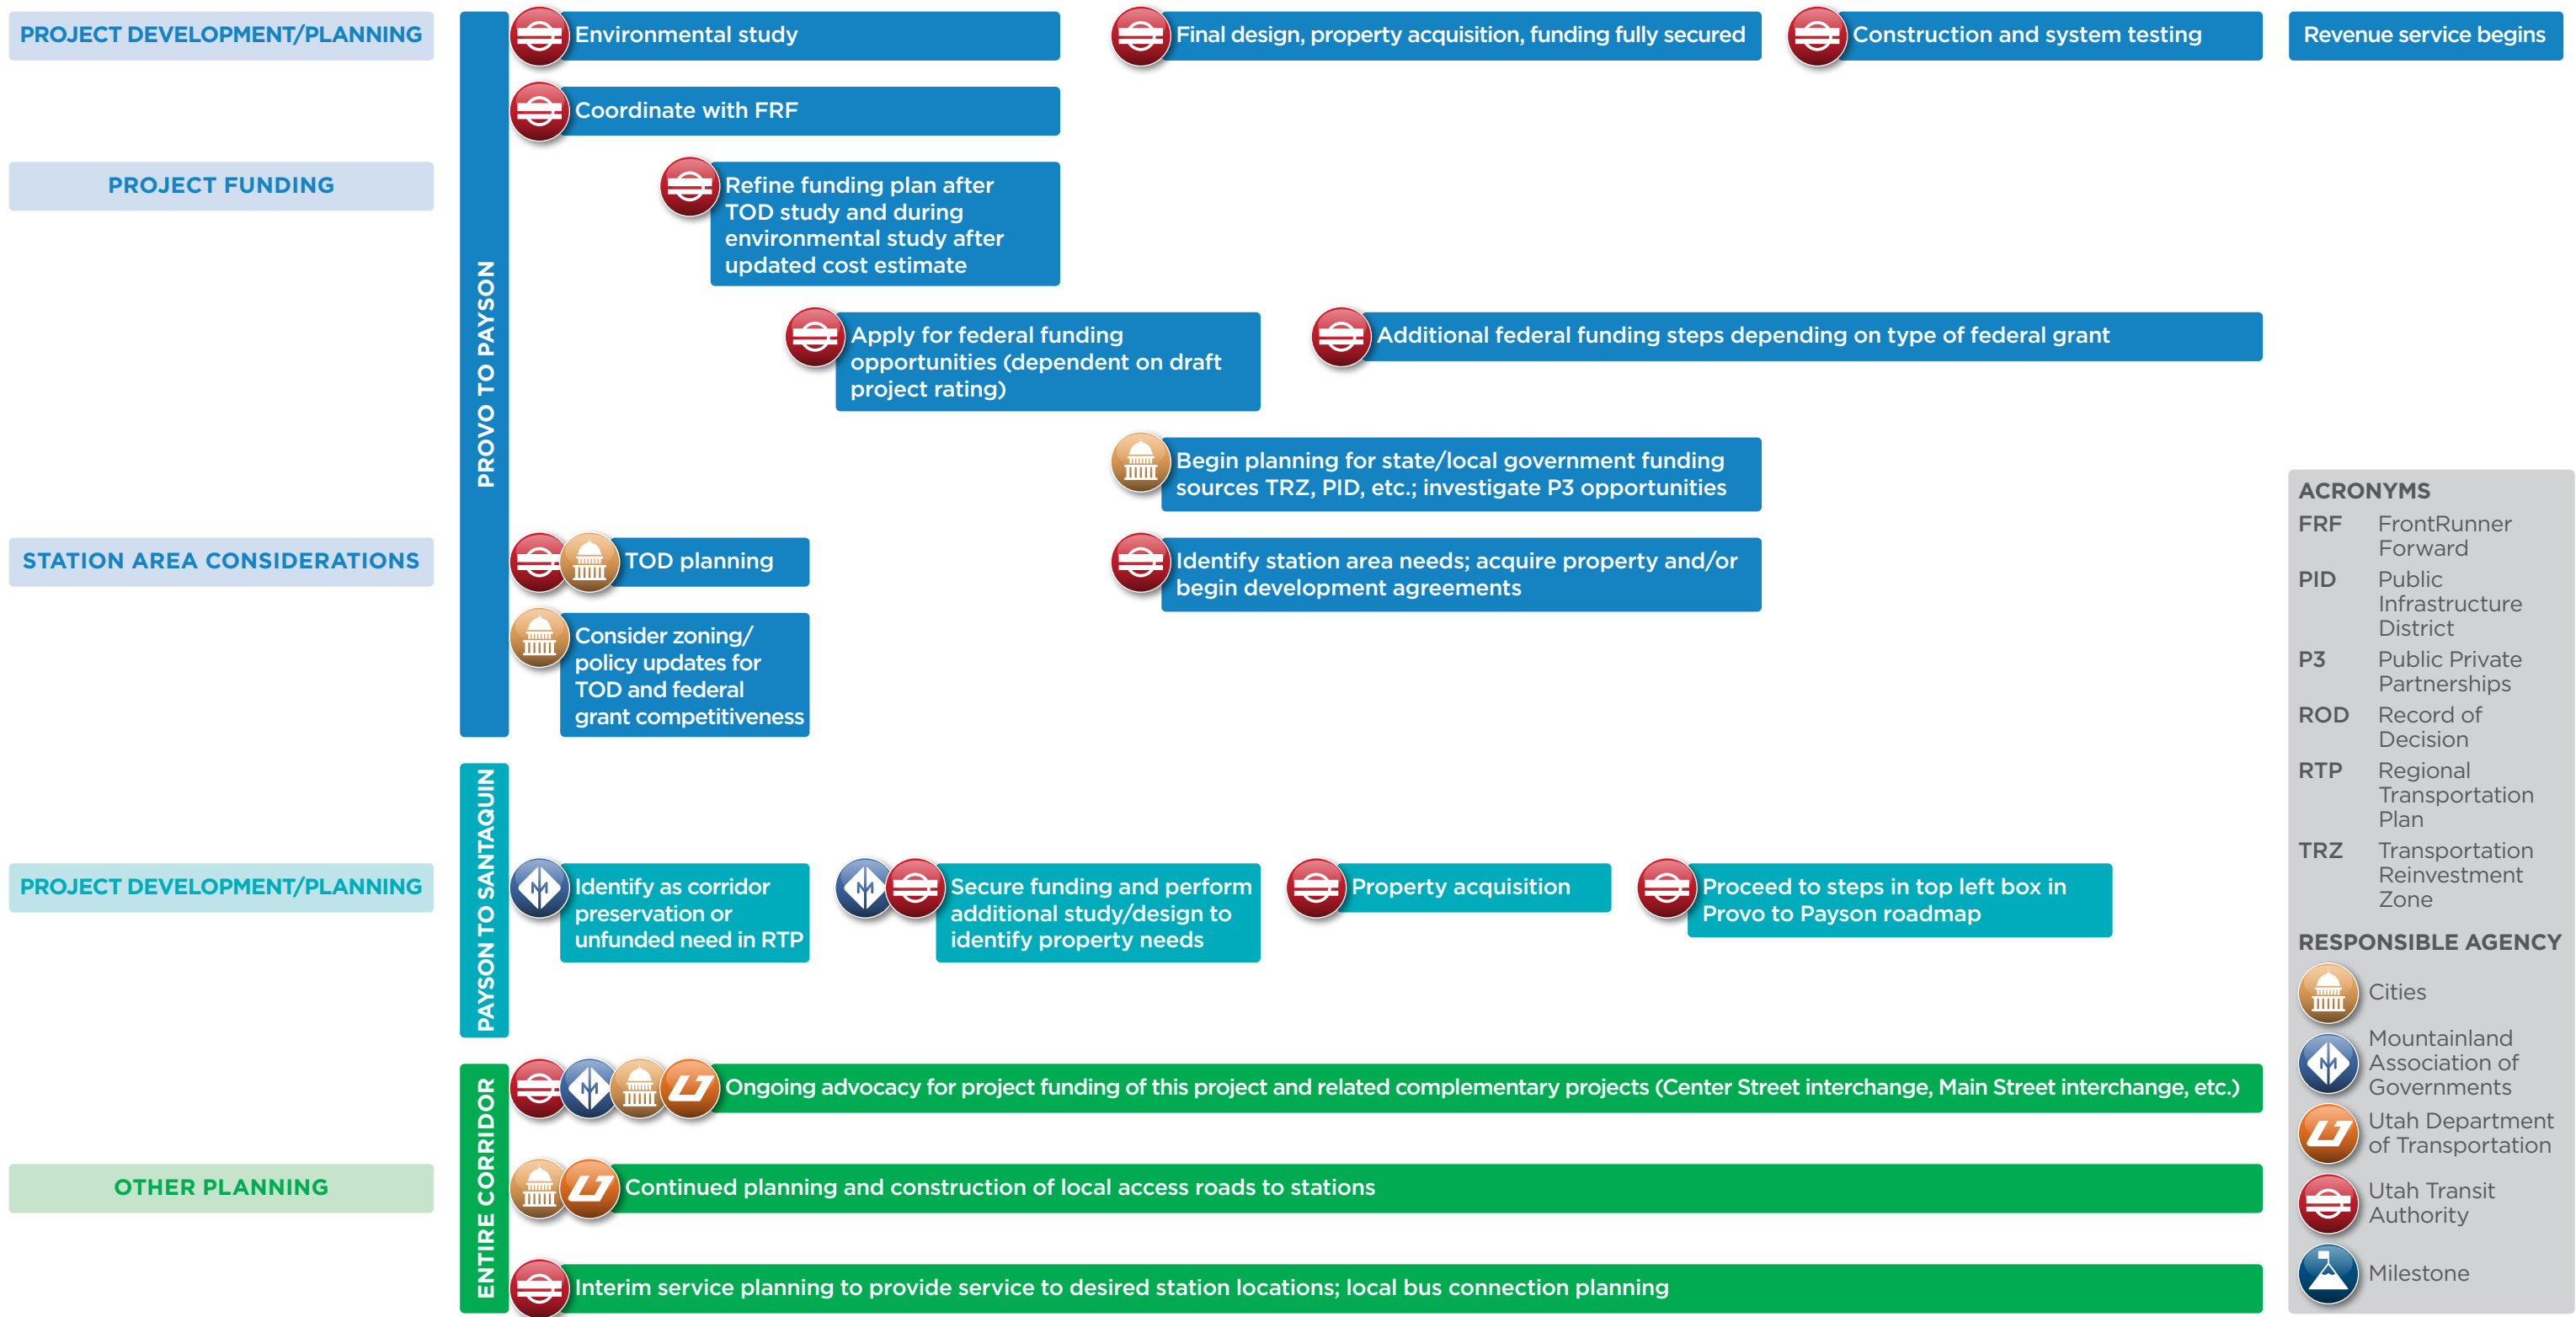 PROJECT DEVELOPMENT/PLANNING
PROVO TO PAYSON
Environmental study
Final design, property acquisition, funding fully secured
Construction and system testing
Revenue service begins
Coordinate with FRF
PROJECT FUNDING
Refine funding plan after
TOD study and during
environmental study after
updated cost estimate
Apply for federal funding
opportunities (dependent on draft
project rating)
Additional federal funding steps depending on type of federal grant
Begin planning for state/local government funding
sources TRZ, PID, etc.; investigate P3 opportunities
STATION AREA CONSIDERATIONS
TOD planning
Identify station area needs; acquire property and/or
begin development agreements
Consider zoning/
policy updates for
TOD and federal
grant competitiveness
PAYSON TO SANTAQUIN
PROJECT DEVELOPMENT/PLANNING
Identify as corridor
preservation or
unfunded need in RTP
Secure funding and perform
additional study/design to
identify property needs
Property acquisition
Proceed to steps in top left box in
Provo to Payson roadmap
ENTIRE CORRIDOR
Ongoing advocacy for project funding of this project and related complementary projects (Center Street interchange, Main Street interchange, etc.)
OTHER PLANNING
Continued planning and construction of local access roads to stations
Interim service planning to provide service to desired station locations; local bus connection planning
ACRONYMS
FRF FrontRunner
Forward
PID Public
Infrastructure
District
P3 Public Private
Partnerships
ROD Record of
Decision
RTP Regional
Transportation
Plan
TRZ Transportation
Reinvestment
Zone
RESPONSIBLE AGENCY
Cities
Mountainland
Association of
Governments
Utah Department
of Transportation
Utah Transit
Authority
Milestone